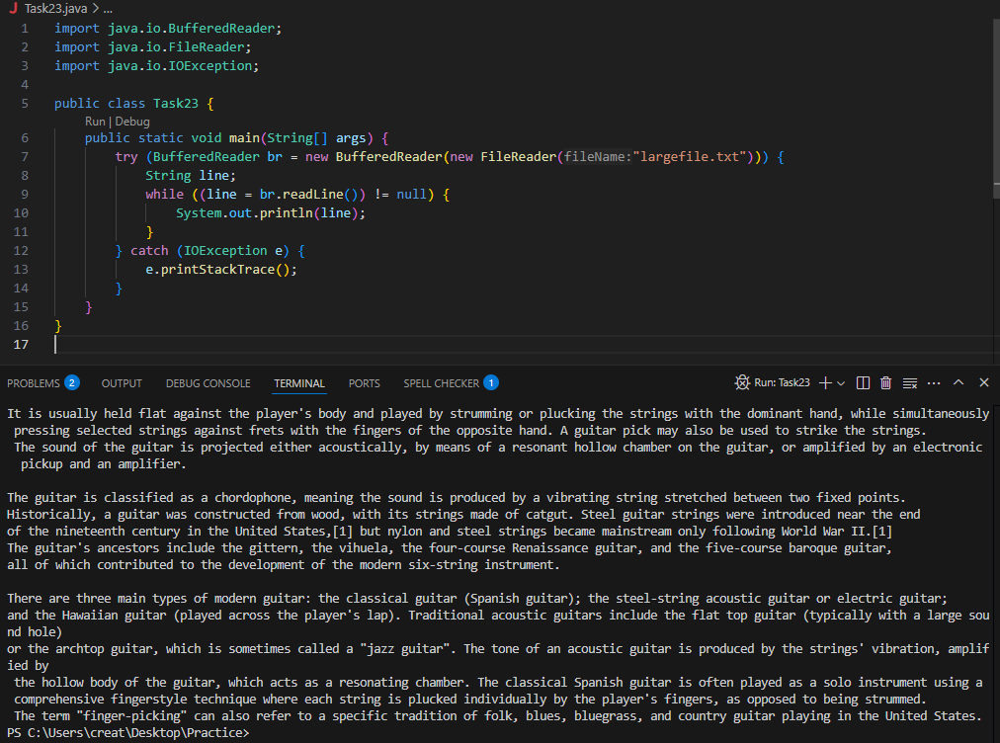 Task23.java > ...
1 import java.io.BufferedReader;
2 import java.io.FileReader;
3 import java.io.IOException;
4
5 public class Task23 {
Run | Debug
6 public static void main(String[] args) {
7 try (BufferedReader br = new BufferedReader(new FileReader(fileName:"largefile.txt"))) {
8 String line;
9 while ((line = br.readLine()) != null) {
10 System.out.println(line);
11 }
12 } catch (IOException e) {
13 e.printStackTrace();
14 }
15 }
16 }
17
PROBLEMS 2 OUTPUT DEBUG CONSOLE TERMINAL PORTS SPELL CHECKER 1 Run: Task23
It is usually held flat against the player's body and played by strumming or plucking the strings with the dominant hand, while simultaneously
pressing selected strings against frets with the fingers of the opposite hand. A guitar pick may also be used to strike the strings.
The sound of the guitar is projected either acoustically, by means of a resonant hollow chamber on the guitar, or amplified by an electronic
pickup and an amplifier.

The guitar is classified as a chordophone, meaning the sound is produced by a vibrating string stretched between two fixed points.
Historically, a guitar was constructed from wood, with its strings made of catgut. Steel guitar strings were introduced near the end
of the nineteenth century in the United States,[1] but nylon and steel strings became mainstream only following World War II.[1]
The guitar's ancestors include the gittern, the vihuela, the four-course Renaissance guitar, and the five-course baroque guitar,
all of which contributed to the development of the modern six-string instrument.

There are three main types of modern guitar: the classical guitar (Spanish guitar); the steel-string acoustic guitar or electric guitar;
and the Hawaiian guitar (played across the player's lap). Traditional acoustic guitars include the flat top guitar (typically with a large sou
nd hole)
or the archtop guitar, which is sometimes called a "jazz guitar". The tone of an acoustic guitar is produced by the strings' vibration, amplif
ied by
the hollow body of the guitar, which acts as a resonating chamber. The classical Spanish guitar is often played as a solo instrument using a
comprehensive fingerstyle technique where each string is plucked individually by the player's fingers, as opposed to being strummed.
The term "finger-picking" can also refer to a specific tradition of folk, blues, bluegrass, and country guitar playing in the United States.
PS C:\Users\creat\Desktop\Practice>